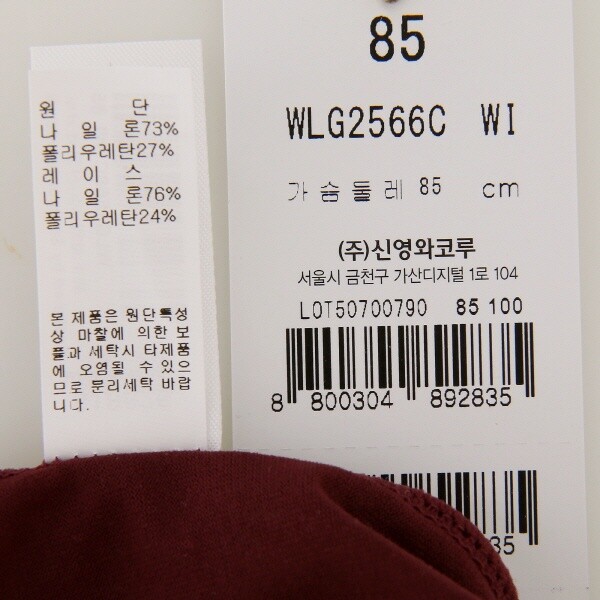 원 단
나 일 론73%
폴리우레탄27%
레 이 스
나 일 론76%
폴리우레탄24%
본 제품은 원단특성
상 마찰에 의한 보
풀과 세탁시 타제품
에 오염될 수 있으
므로 분리세탁 바랍
니다.
85
WLG2566C WI
가 슴 둘 레 85 cm
(주)신영와코루
서울시 금천구 가산디지털 1로 104
LOT50700790 85 100
8 800304 892835
35